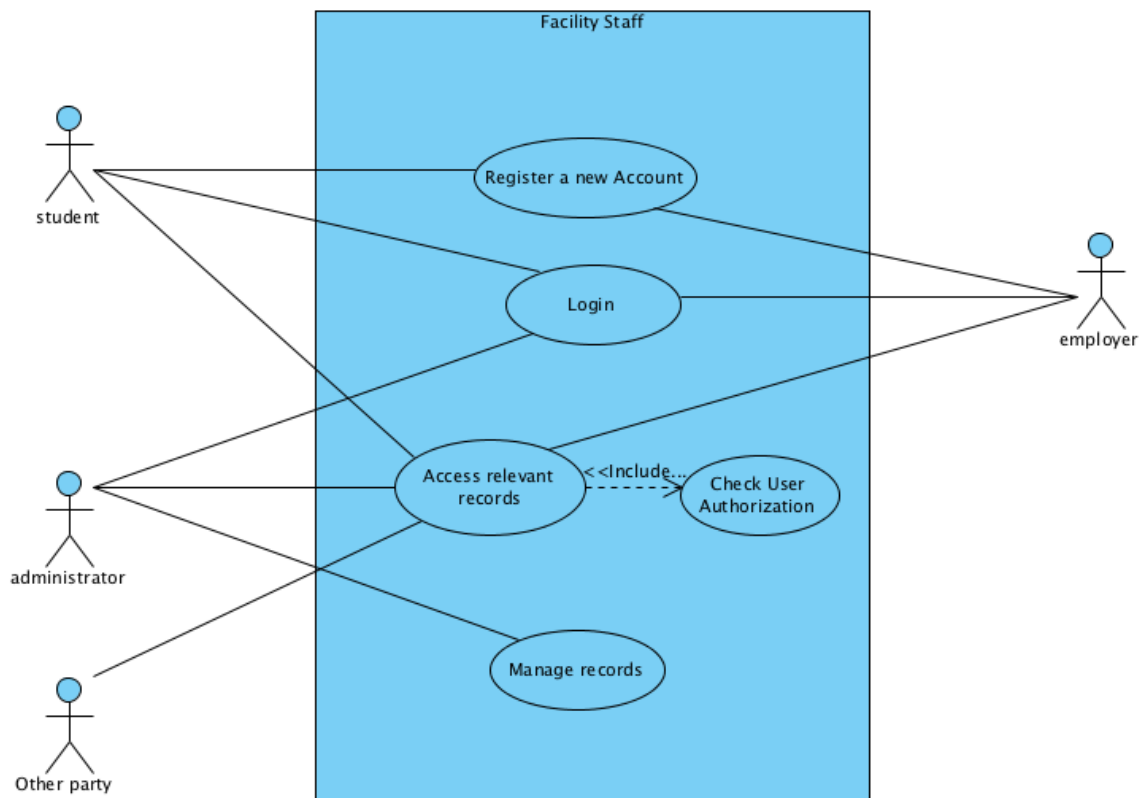 Facility Staff
student
Register a new Account
Login
employer
Access relevant
records
<<Include...
Check User
Authorization
administrator
Manage records
Other party